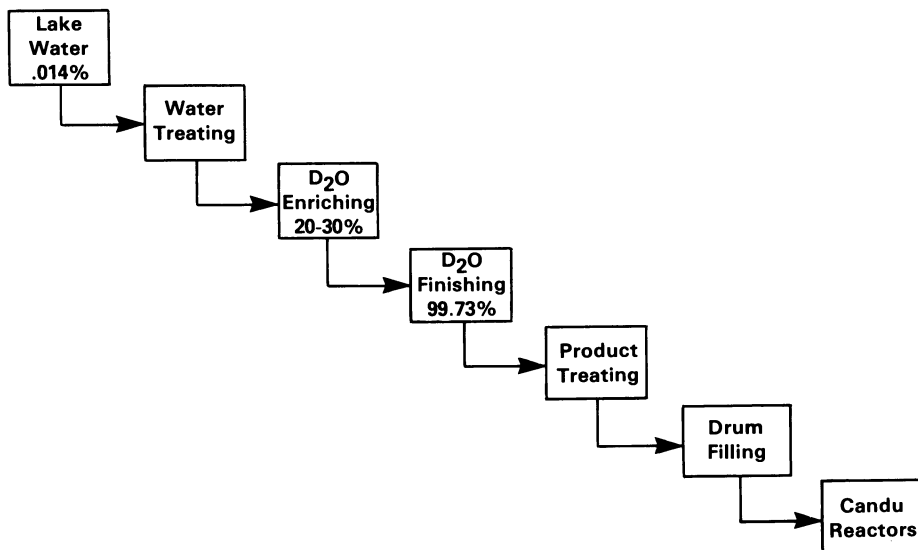 Lake
Water
.014%
Water
Treating
D₂O
Enriching
20-30%
D₂O
Finishing
99.73%
Product
Treating
Drum
Filling
Candu
Reactors